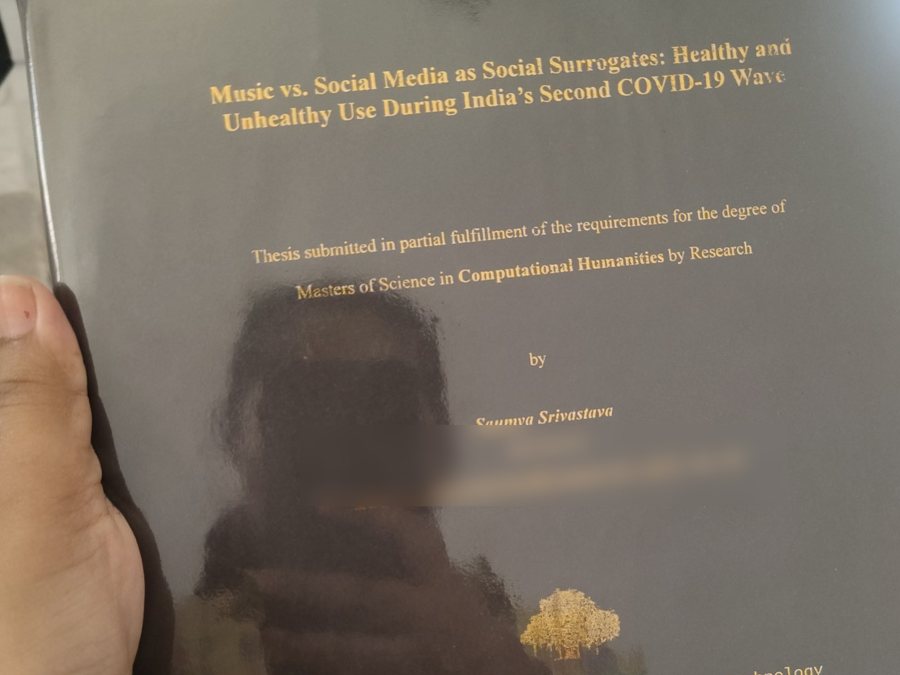 Music vs. Social Media as Social Surrogates: Healthy and
Unhealthy Use During India's Second COVID-19 Wave
Thesis submitted in partial fulfillment of the requirements for the degree of
Masters of Science in Computational Humanities by Research
by
Saumya Srivastava